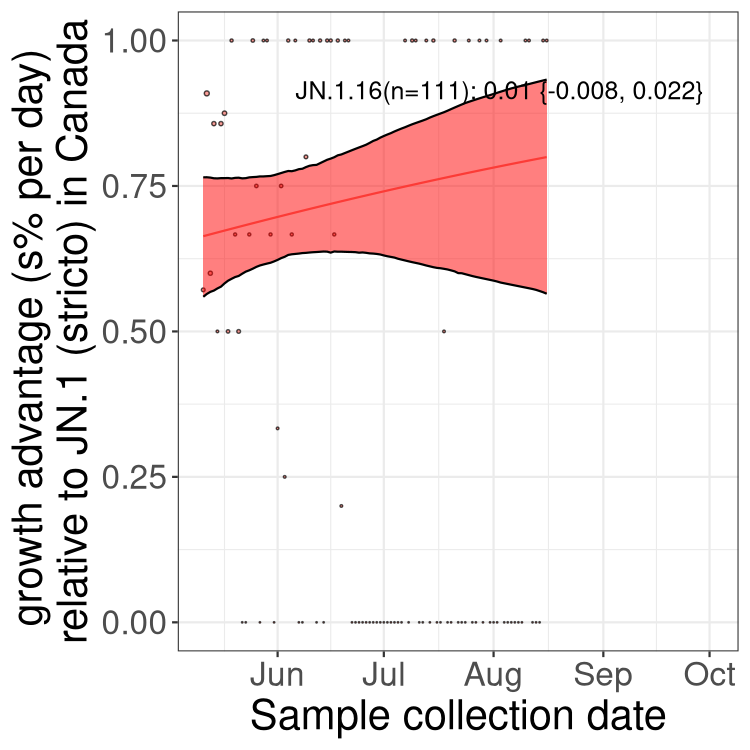 growth advantage (s% per day)
relative to JN.1 (stricto) in Canada
1.00
0.75
0.50
0.25
0.00
JN.1.16(n=111): 0.01 {-0.008, 0.022}
Jun Jul Aug Sep Oct
Sample collection date